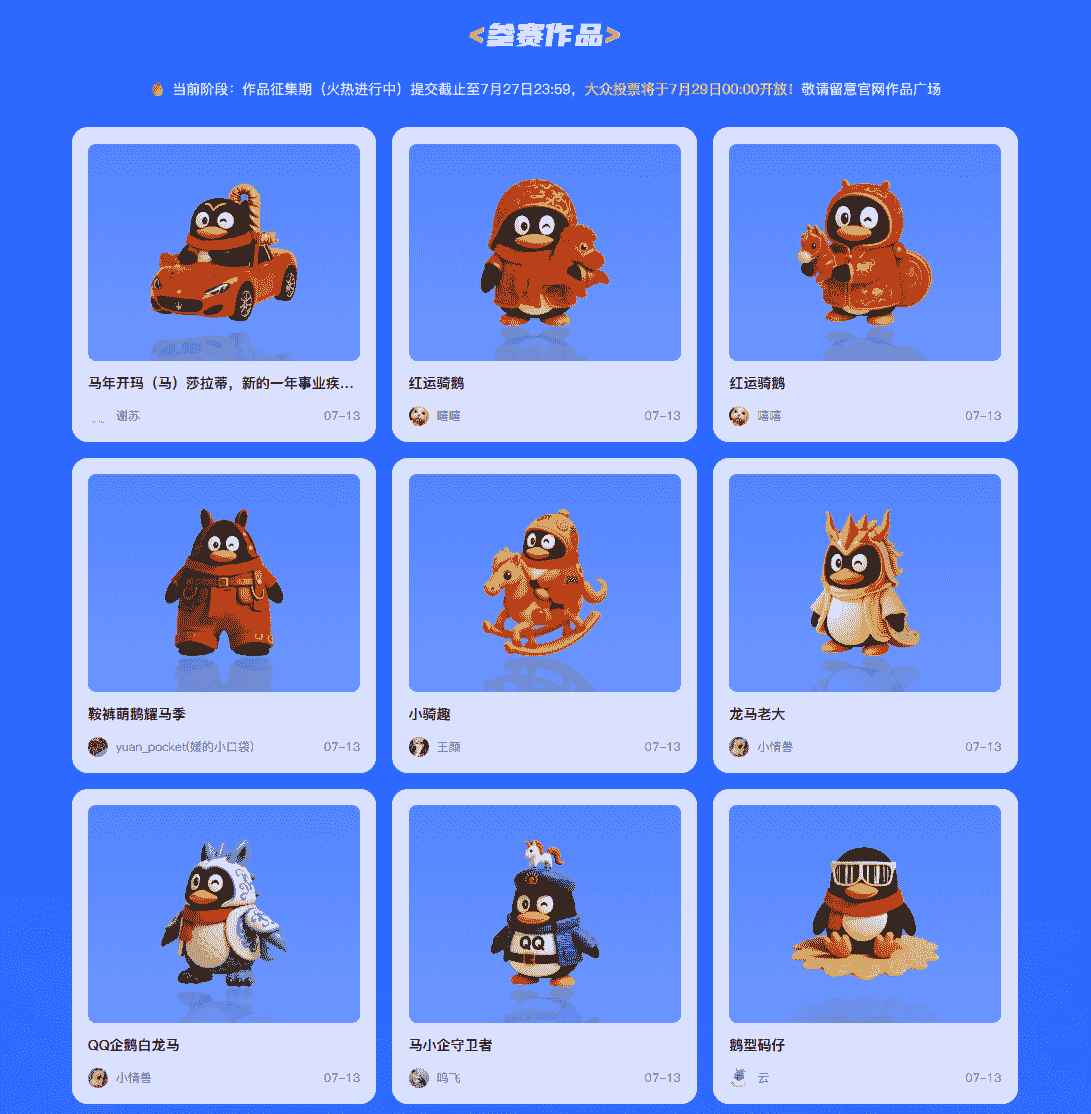 <参赛作品>
当前阶段：作品征集期（火热进行中）提交截止至7月27日23:59，大众投票将于7月29日00:00开放！敬请留意官网作品广场
马年开玛（马）莎拉蒂，新的一年事业疾...
谢苏 07-13
红运骑鹅
嘻嘻 07-13
红运骑鹅
嘻嘻 07-13
鞍裤萌鹅耀马季
yuan_pocket(媛的小口袋) 07-13
小骑趣
王颜 07-13
龙马老大
小情兽 07-13
QQ企鹅白龙马
小情兽 07-13
QQ
马小企守卫者
鸣飞 07-13
鹅型码仔
云 07-13